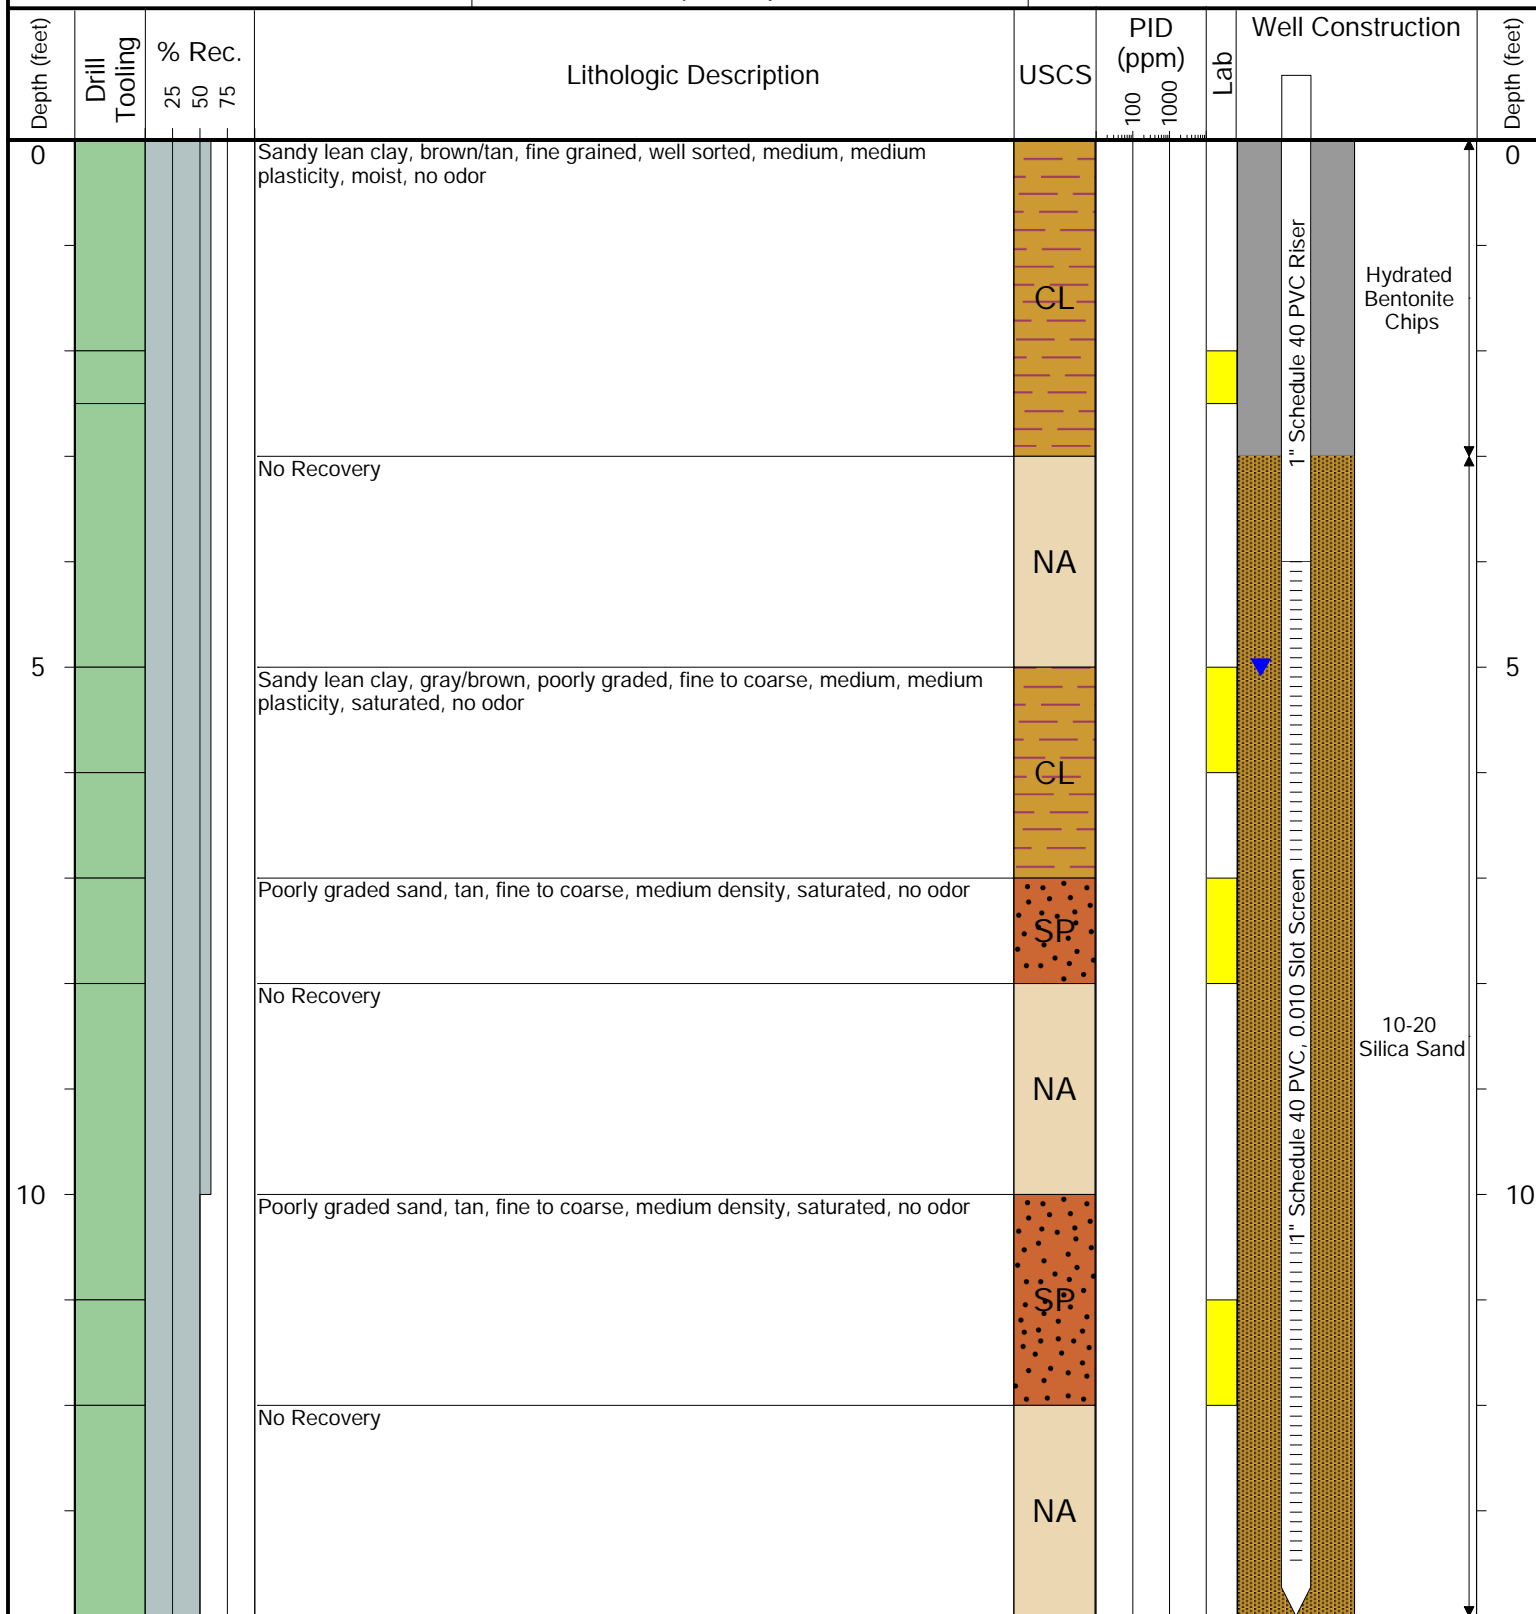 Depth (feet)
Drill
Tooling
% Rec.
25
50
75
Lithologic Description
USCS
PID
(ppm)
100
1000
Lab
Well Construction
Depth (feet)
0
Sandy lean clay, brown/tan, fine grained, well sorted, medium, medium
plasticity, moist, no odor
CL
1" Schedule 40 PVC Riser
Hydrated
Bentonite
Chips
0
No Recovery
NA
5
Sandy lean clay, gray/brown, poorly graded, fine to coarse, medium, medium
plasticity, saturated, no odor
CL
5
Poorly graded sand, tan, fine to coarse, medium density, saturated, no odor
SP
1" Schedule 40 PVC, 0.010 Slot Screen
No Recovery
NA
10-20
Silica Sand
10
Poorly graded sand, tan, fine to coarse, medium density, saturated, no odor
SP
10
No Recovery
NA